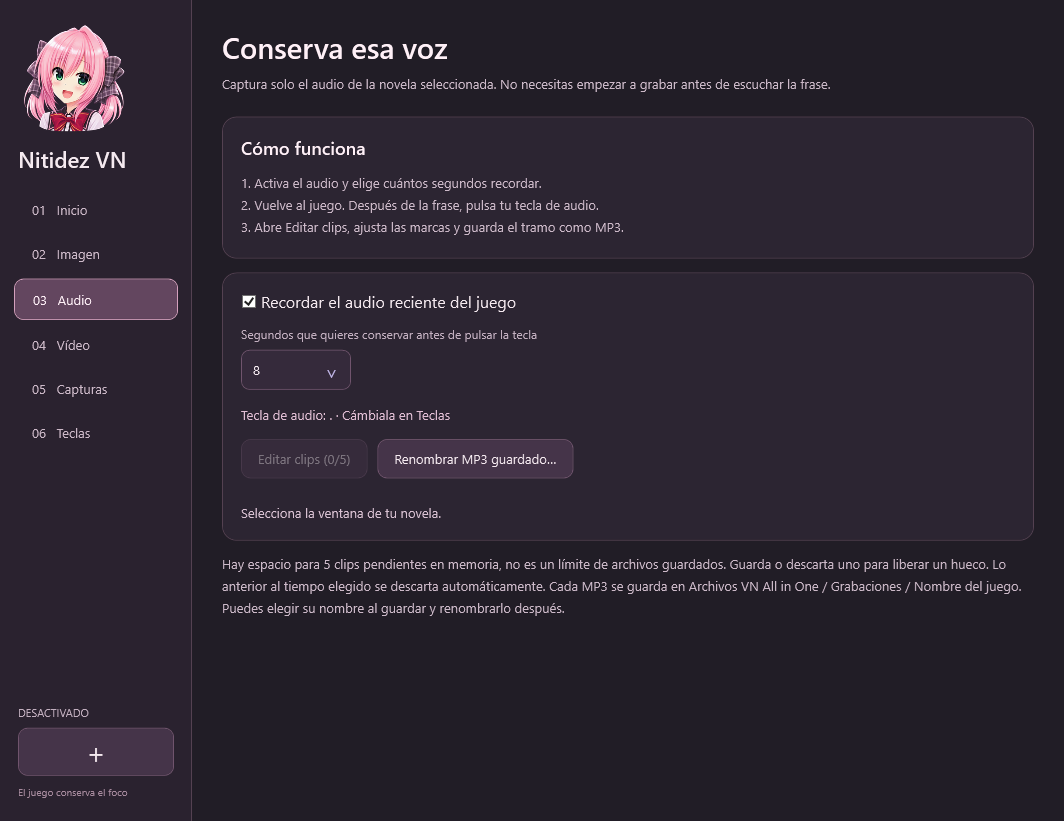 Nitidez VN
01 Inicio
02 Imagen
03 Audio
04 Vídeo
05 Capturas
06 Teclas
DESACTIVADO
+
El juego conserva el foco
Conserva esa voz
Captura solo el audio de la novela seleccionada. No necesitas empezar a grabar antes de escuchar la frase.
Cómo funciona
1. Activa el audio y elige cuántos segundos recordar.
2. Vuelve al juego. Después de la frase, pulsa tu tecla de audio.
3. Abre Editar clips, ajusta las marcas y guarda el tramo como MP3.
Recordar el audio reciente del juego
Segundos que quieres conservar antes de pulsar la tecla
8
Tecla de audio: . · Cámbiala en Teclas
Editar clips (0/5)
Renombrar MP3 guardado...
Selecciona la ventana de tu novela.
Hay espacio para 5 clips pendientes en memoria, no es un límite de archivos guardados. Guarda o descarta uno para liberar un hueco. Lo
anterior al tiempo elegido se descarta automáticamente. Cada MP3 se guarda en Archivos VN All in One / Grabaciones / Nombre del juego.
Puedes elegir su nombre al guardar y renombrarlo después.